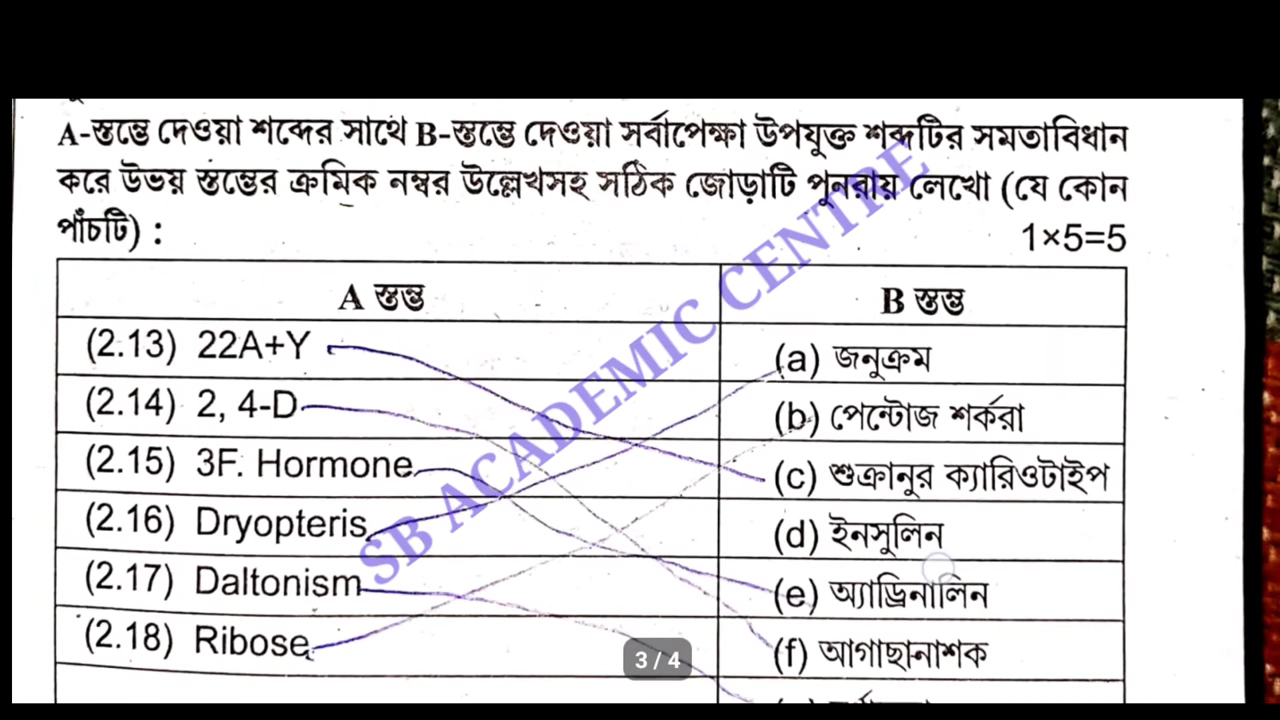 A-স্তম্ভে দেওয়া শব্দের সাথে B-স্তম্ভে দেওয়া সর্বাপেক্ষা উপযুক্ত শব্দটির সমতাবিধান
করে উভয় স্তম্ভের ক্রমিক নম্বর উল্লেখসহ সঠিক জোড়াটি পুনরায় লেখো (যে কোন
পাঁচটি) : 1×5=5
A স্তম্ভ B স্তম্ভ
(2.13) 22A+Y (a) জনুক্রম
(2.14) 2, 4-D (b) পেন্টোজ শর্করা
(2.15) 3F. Hormone (c) শুক্রানুর ক্যারিওটাইপ
(2.16) Dryopteris (d) ইনসুলিন
(2.17) Daltonism (e) অ্যাড্রিনালিন
(2.18) Ribose (f) আগাছানাশক
SB ACADEMIC CENTRE
3 / 4